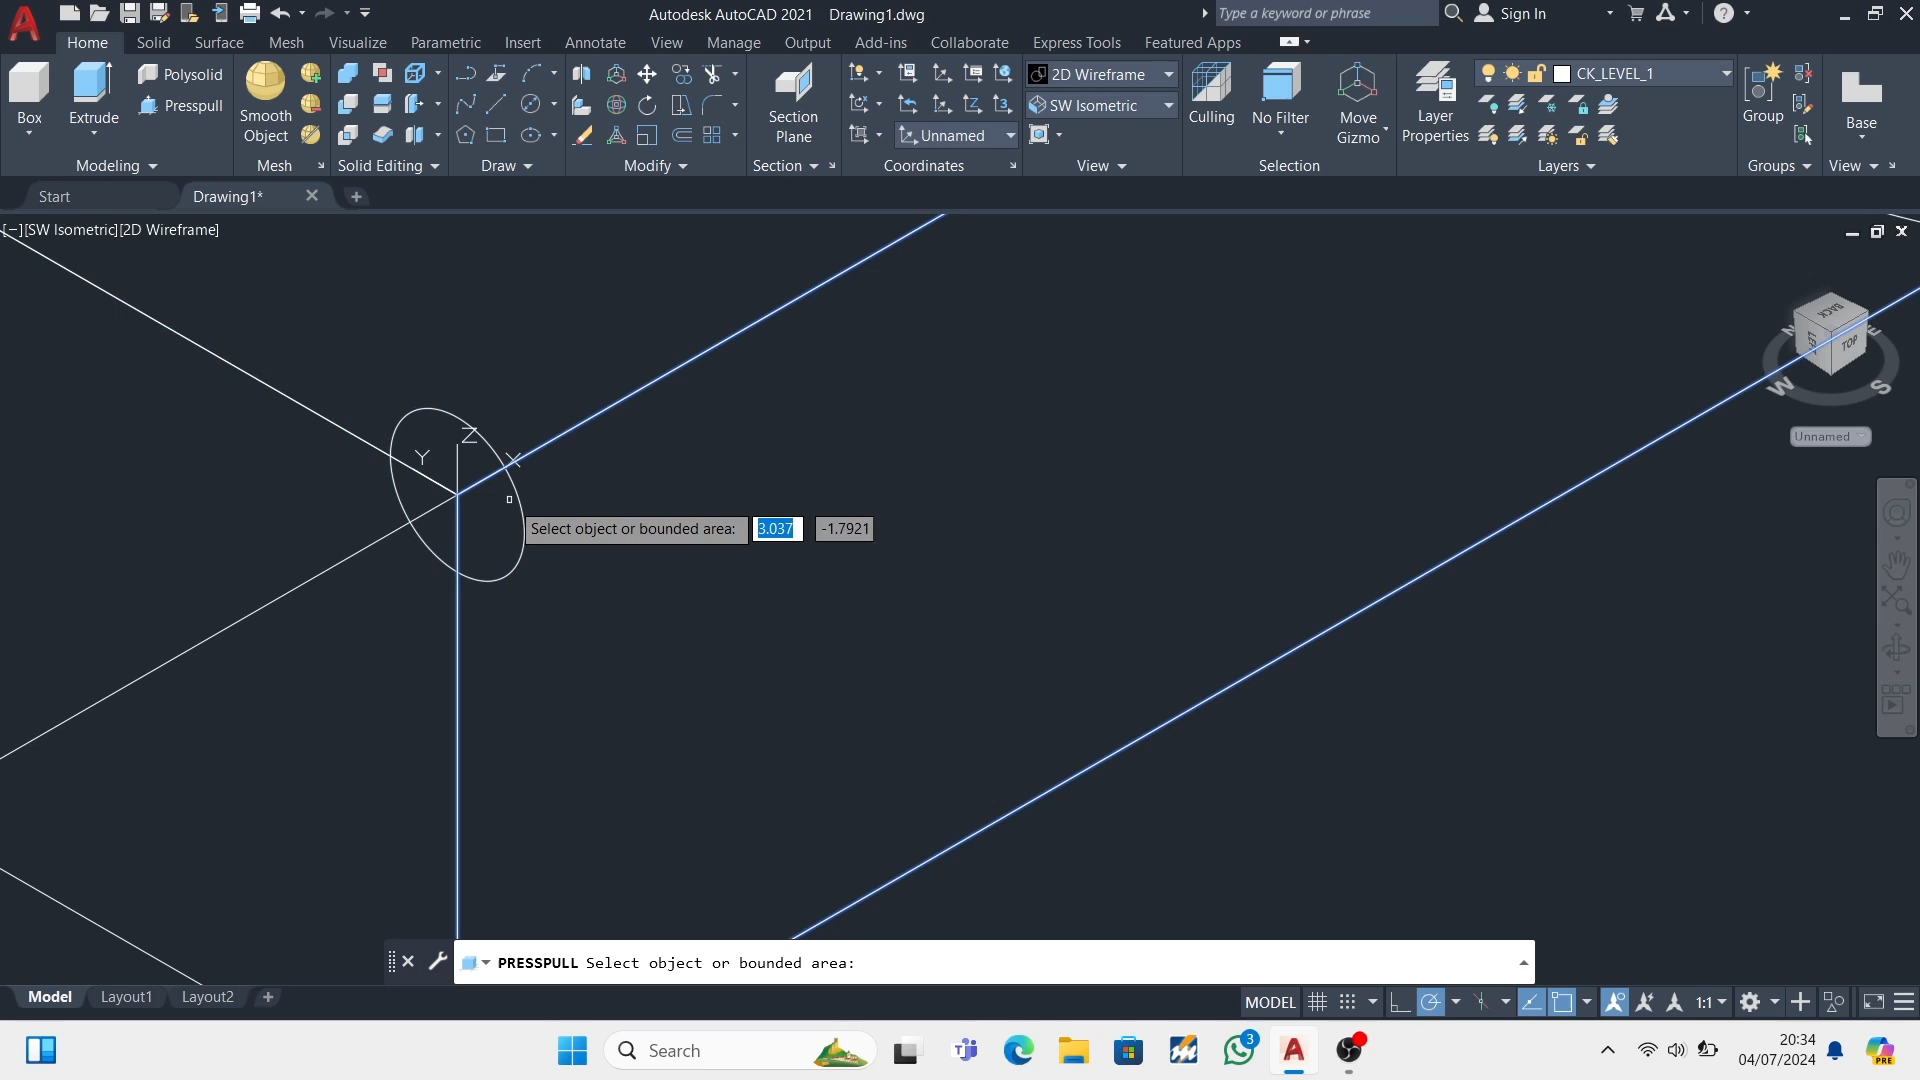 Autodesk AutoCAD 2021 Drawing1.dwg
Type a keyword or phrase
Sign In
Home Solid Surface Mesh Visualize Parametric Insert Annotate View Manage Output Add-ins Collaborate Express Tools Featured Apps
Box
Extrude
Polysolid
Presspull
Smooth
Object
Section
Plane
2D Wireframe
SW Isometric
Unnamed
Culling
No Filter
Move
Gizmo
Layer
Properties
CK_LEVEL_1
Group
Base
Modeling Mesh Solid Editing Draw Modify Section Coordinates View Selection Layers Groups View
Start Drawing1*
[−][SW Isometric][2D Wireframe]
BACK
LEFT
TOP
W
S
Unnamed
Z
Y
X
Select object or bounded area: 3.037 -1.7921
PRESSPULL Select object or bounded area:
Model Layout1 Layout2
MODEL
1:1
Search
3
20:34
04/07/2024
PRE